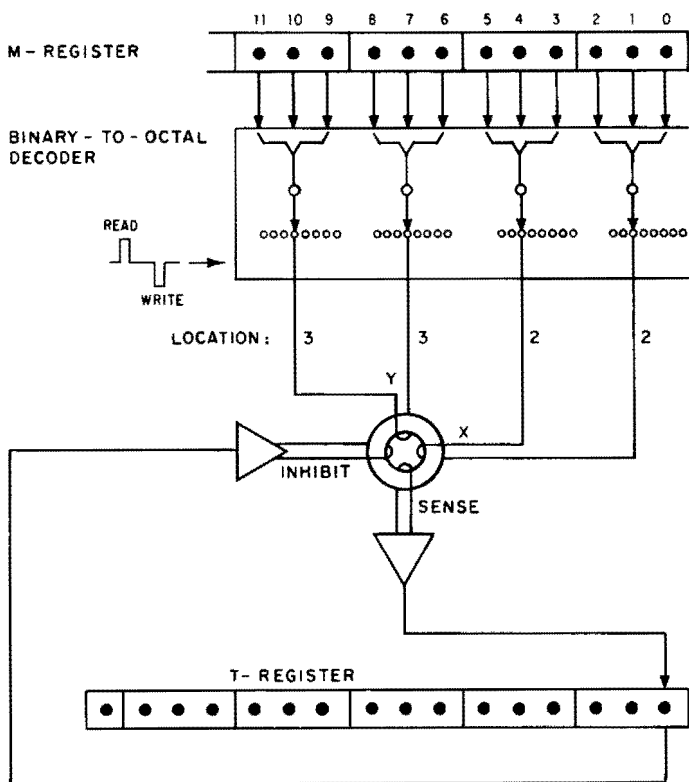 11 10 9 8 7 6 5 4 3 2 1 0
M-REGISTER
BINARY-TO-OCTAL
DECODER
READ
WRITE
LOCATION: 3 3 2 2
Y
X
INHIBIT
SENSE
T-REGISTER